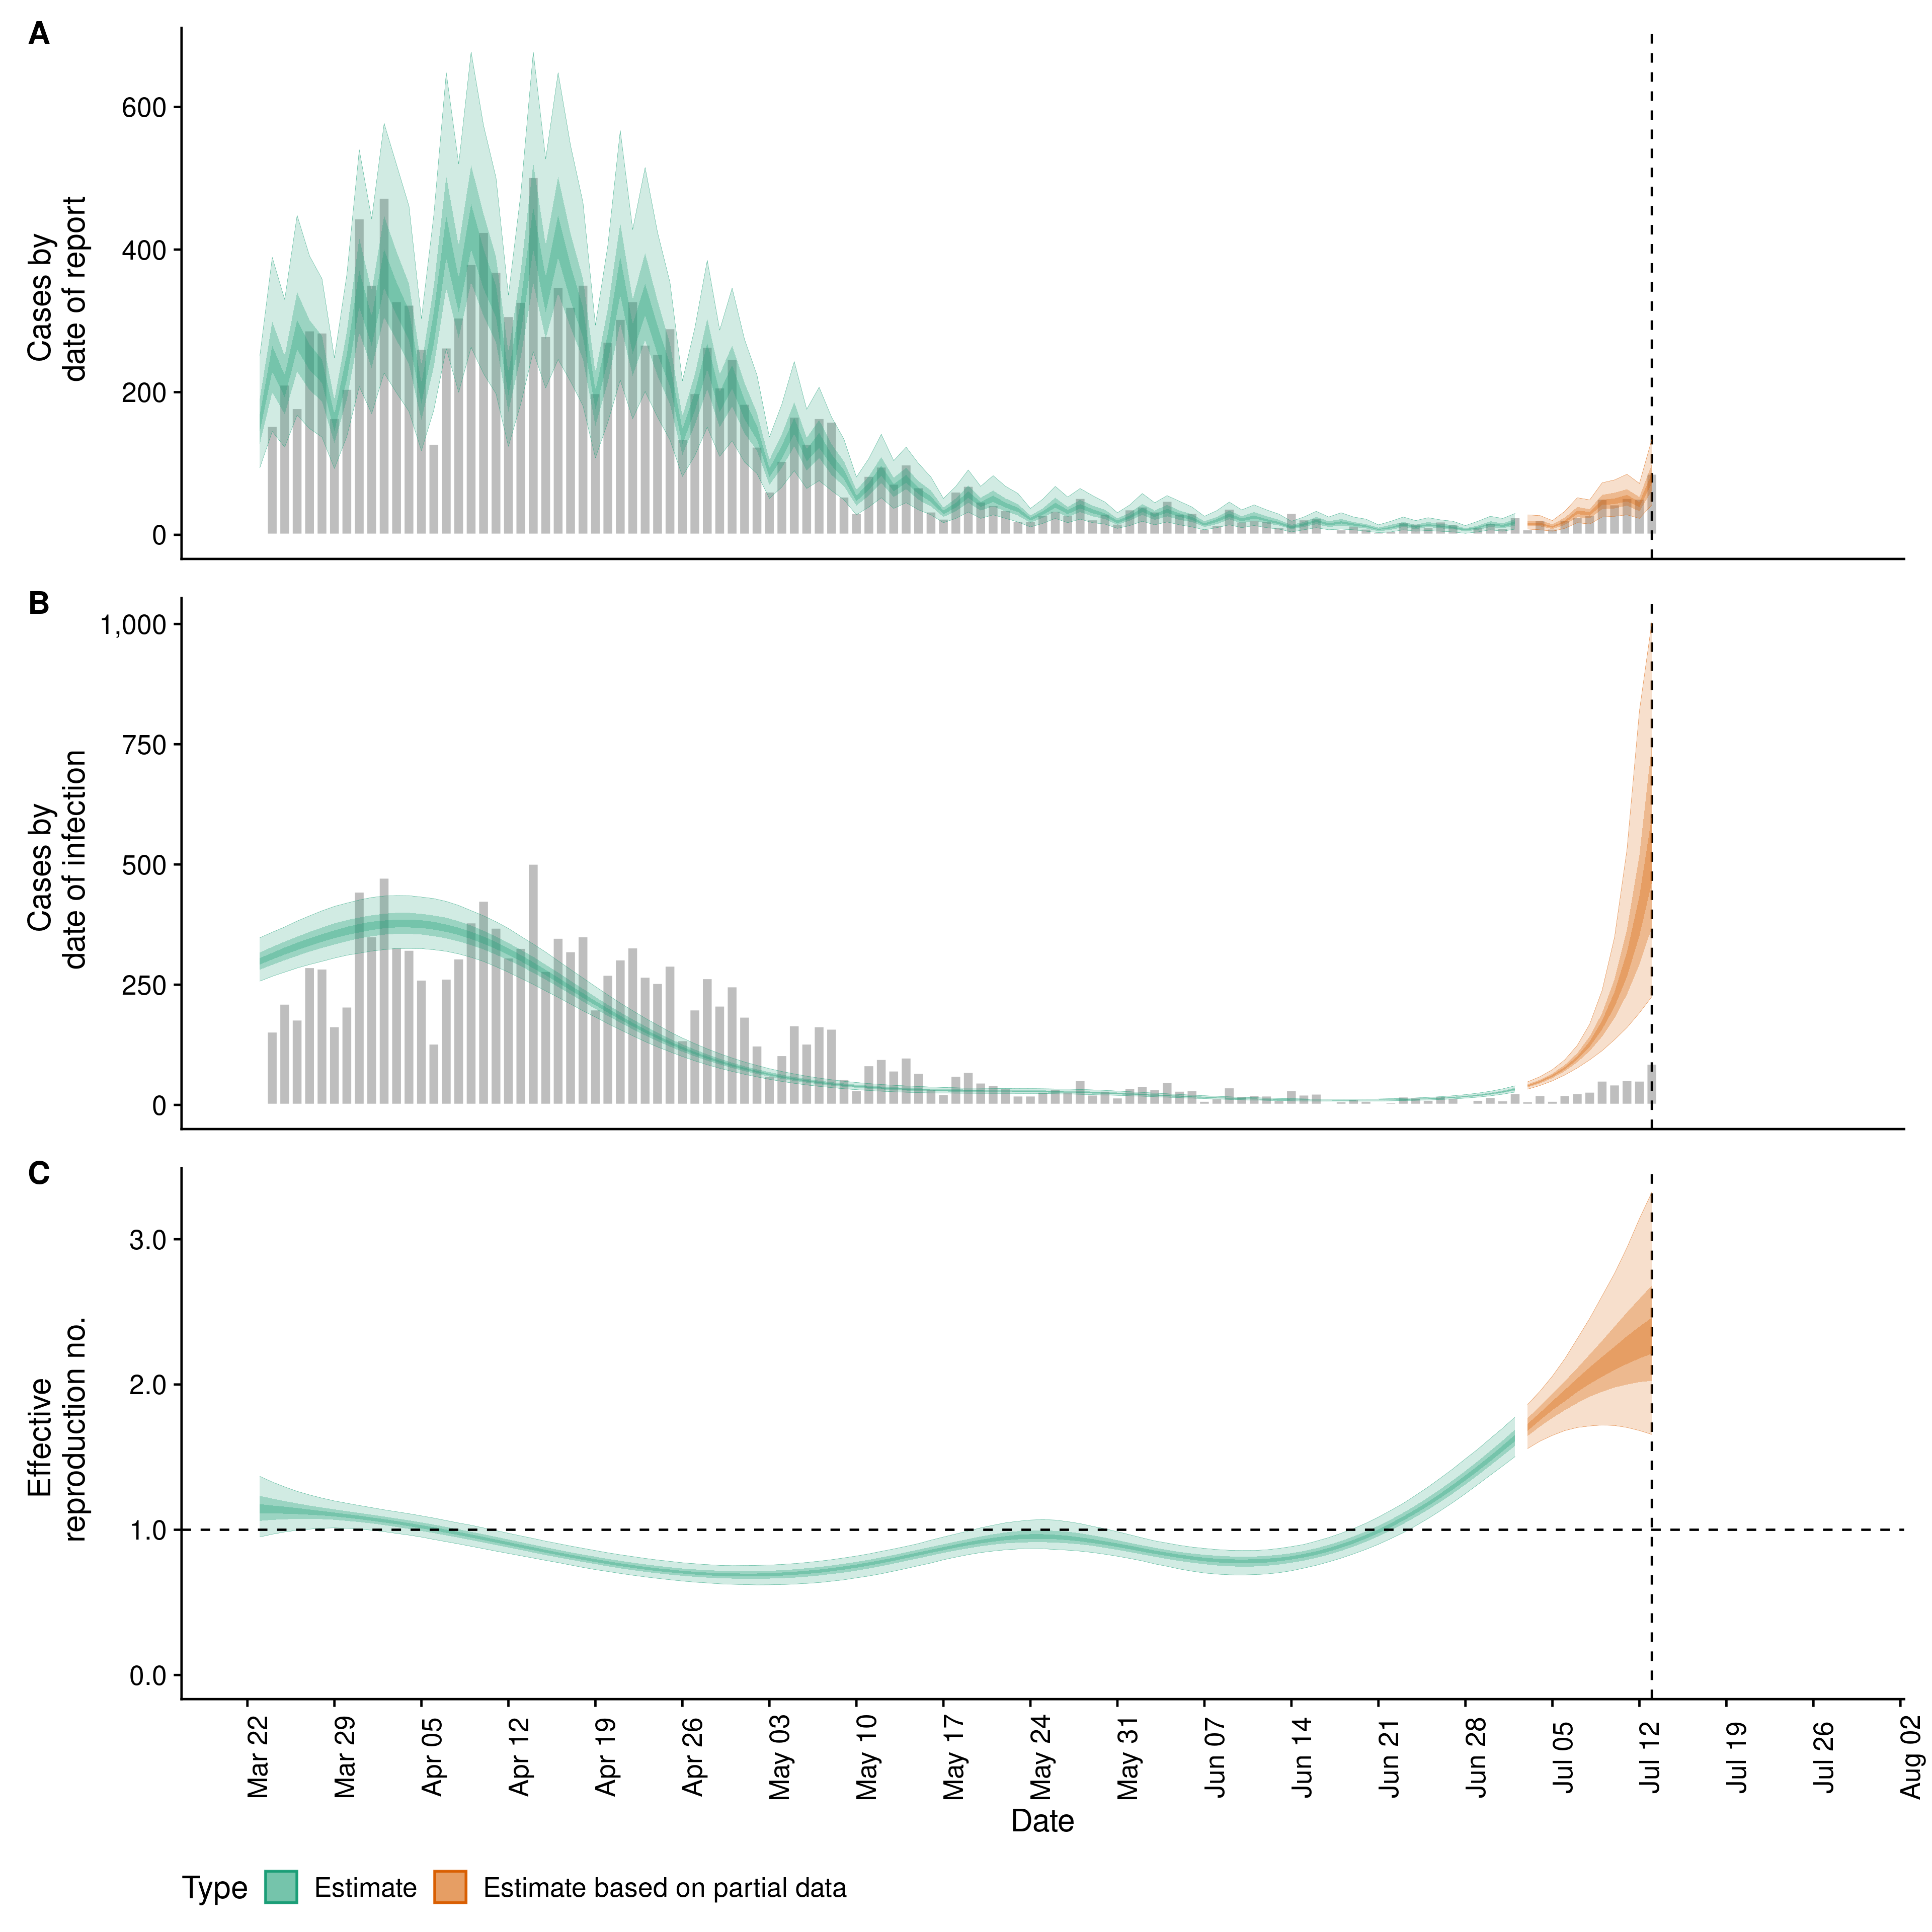 A
Cases by
date of report
600
400
200
0
B
Cases by
date of infection
1,000
750
500
250
0
C
Effective
reproduction no.
3.0
2.0
1.0
0.0
Mar 22
Mar 29
Apr 05
Apr 12
Apr 19
Apr 26
May 03
May 10
May 17
May 24
May 31
Jun 07
Jun 14
Jun 21
Jun 28
Jul 05
Jul 12
Jul 19
Jul 26
Aug 02
Date
Type Estimate Estimate based on partial data